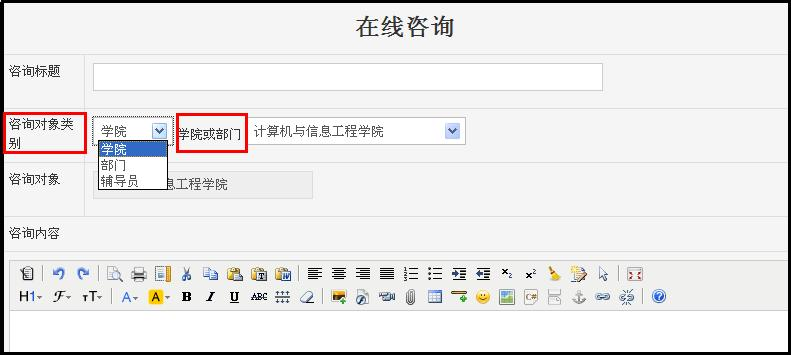 在线咨询
咨询标题
咨询对象类
别
学院
学院或部门
计算机与信息工程学院
学院
部门
辅导员
咨询对象
息工程学院
咨询内容
H1
F
тT
A
A
B
I
U
ABC
C#